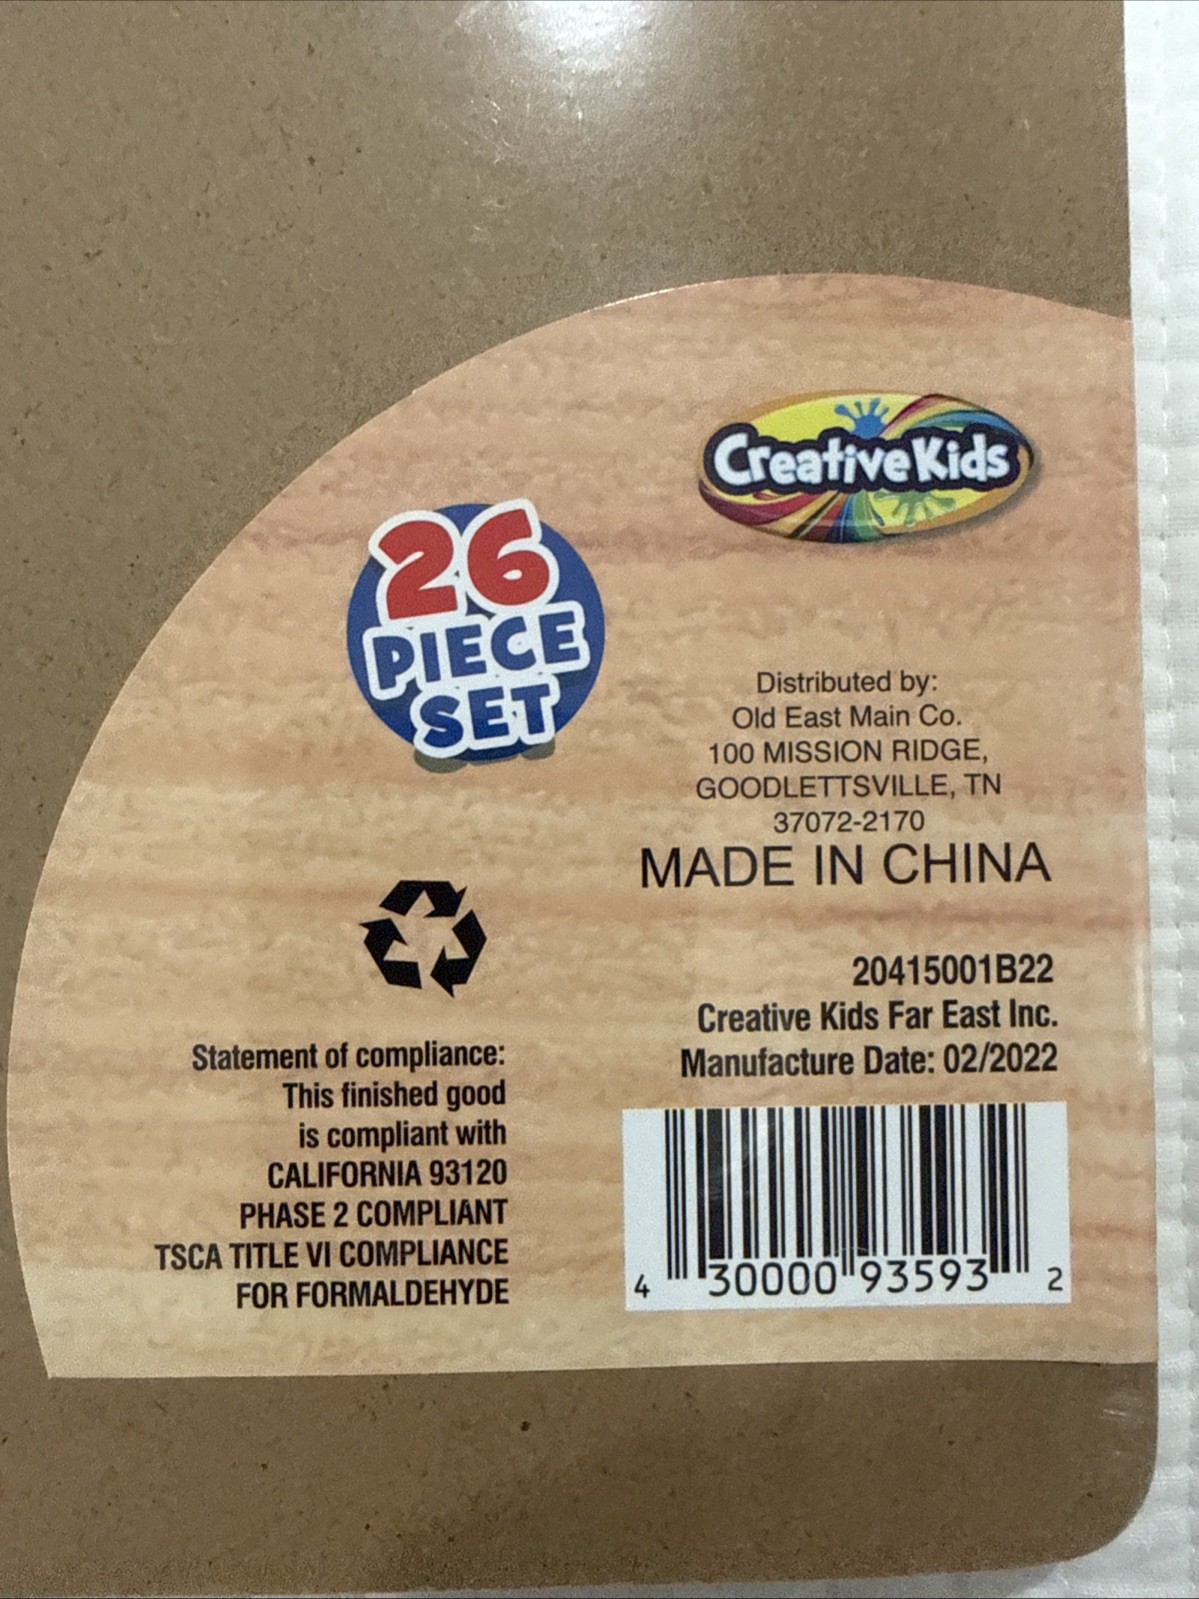 CreativeKids
26
PIECE
SET
Distributed by:
Old East Main Co.
100 MISSION RIDGE,
GOODLETTSVILLE, TN
37072-2170
MADE IN CHINA
20415001B22
Creative Kids Far East Inc.
Manufacture Date: 02/2022
Statement of compliance:
This finished good
is compliant with
CALIFORNIA 93120
PHASE 2 COMPLIANT
TSCA TITLE VI COMPLIANCE
FOR FORMALDEHYDE
4 30000 93593 2